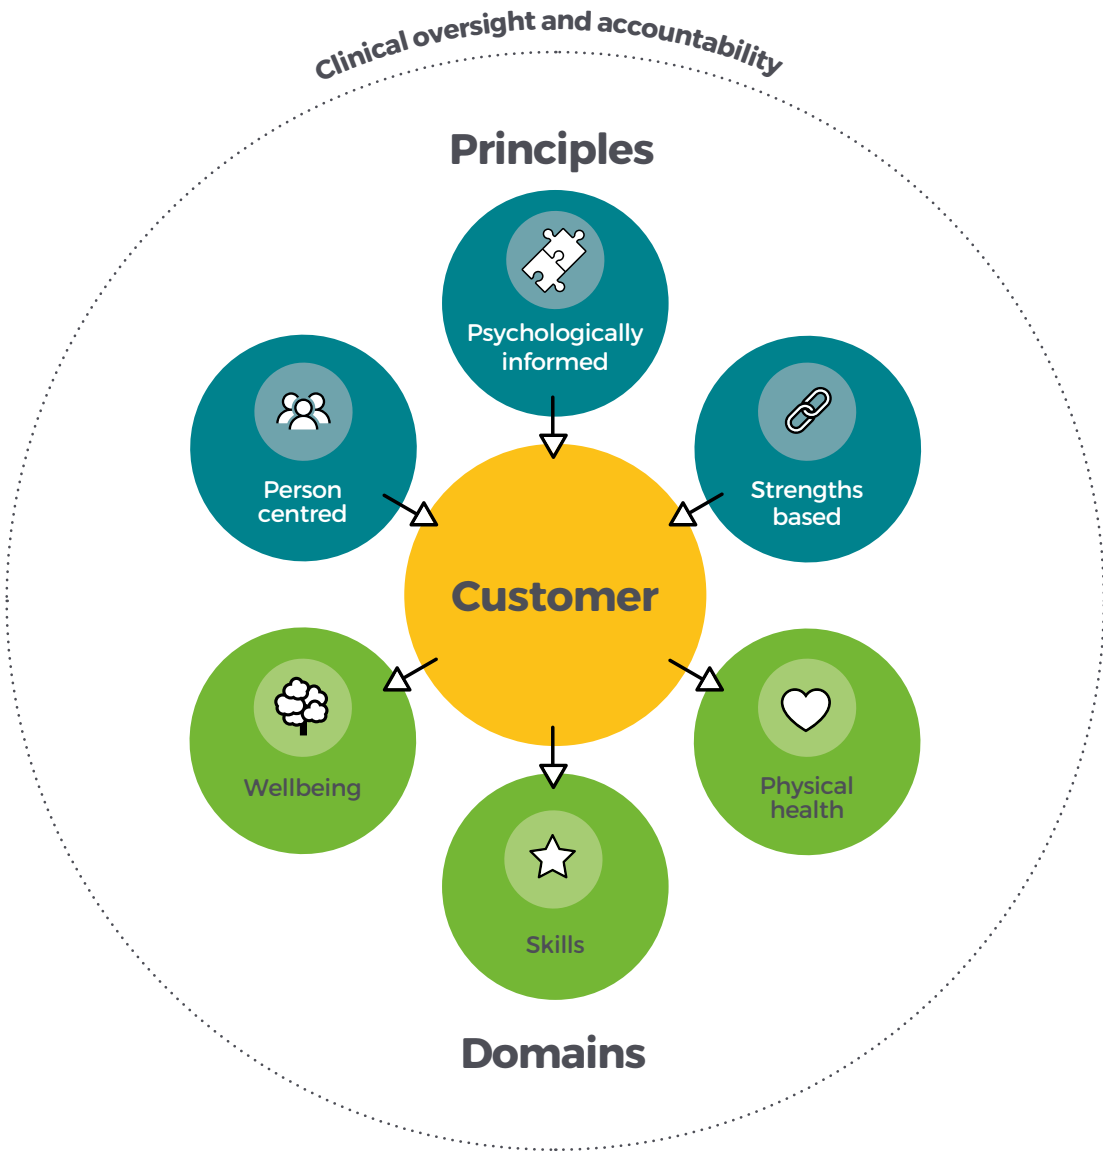 Clinical oversight and accountability
Principles
Psychologically
informed
Person
centred
Strengths
based
Customer
Wellbeing
Physical
health
Skills
Domains